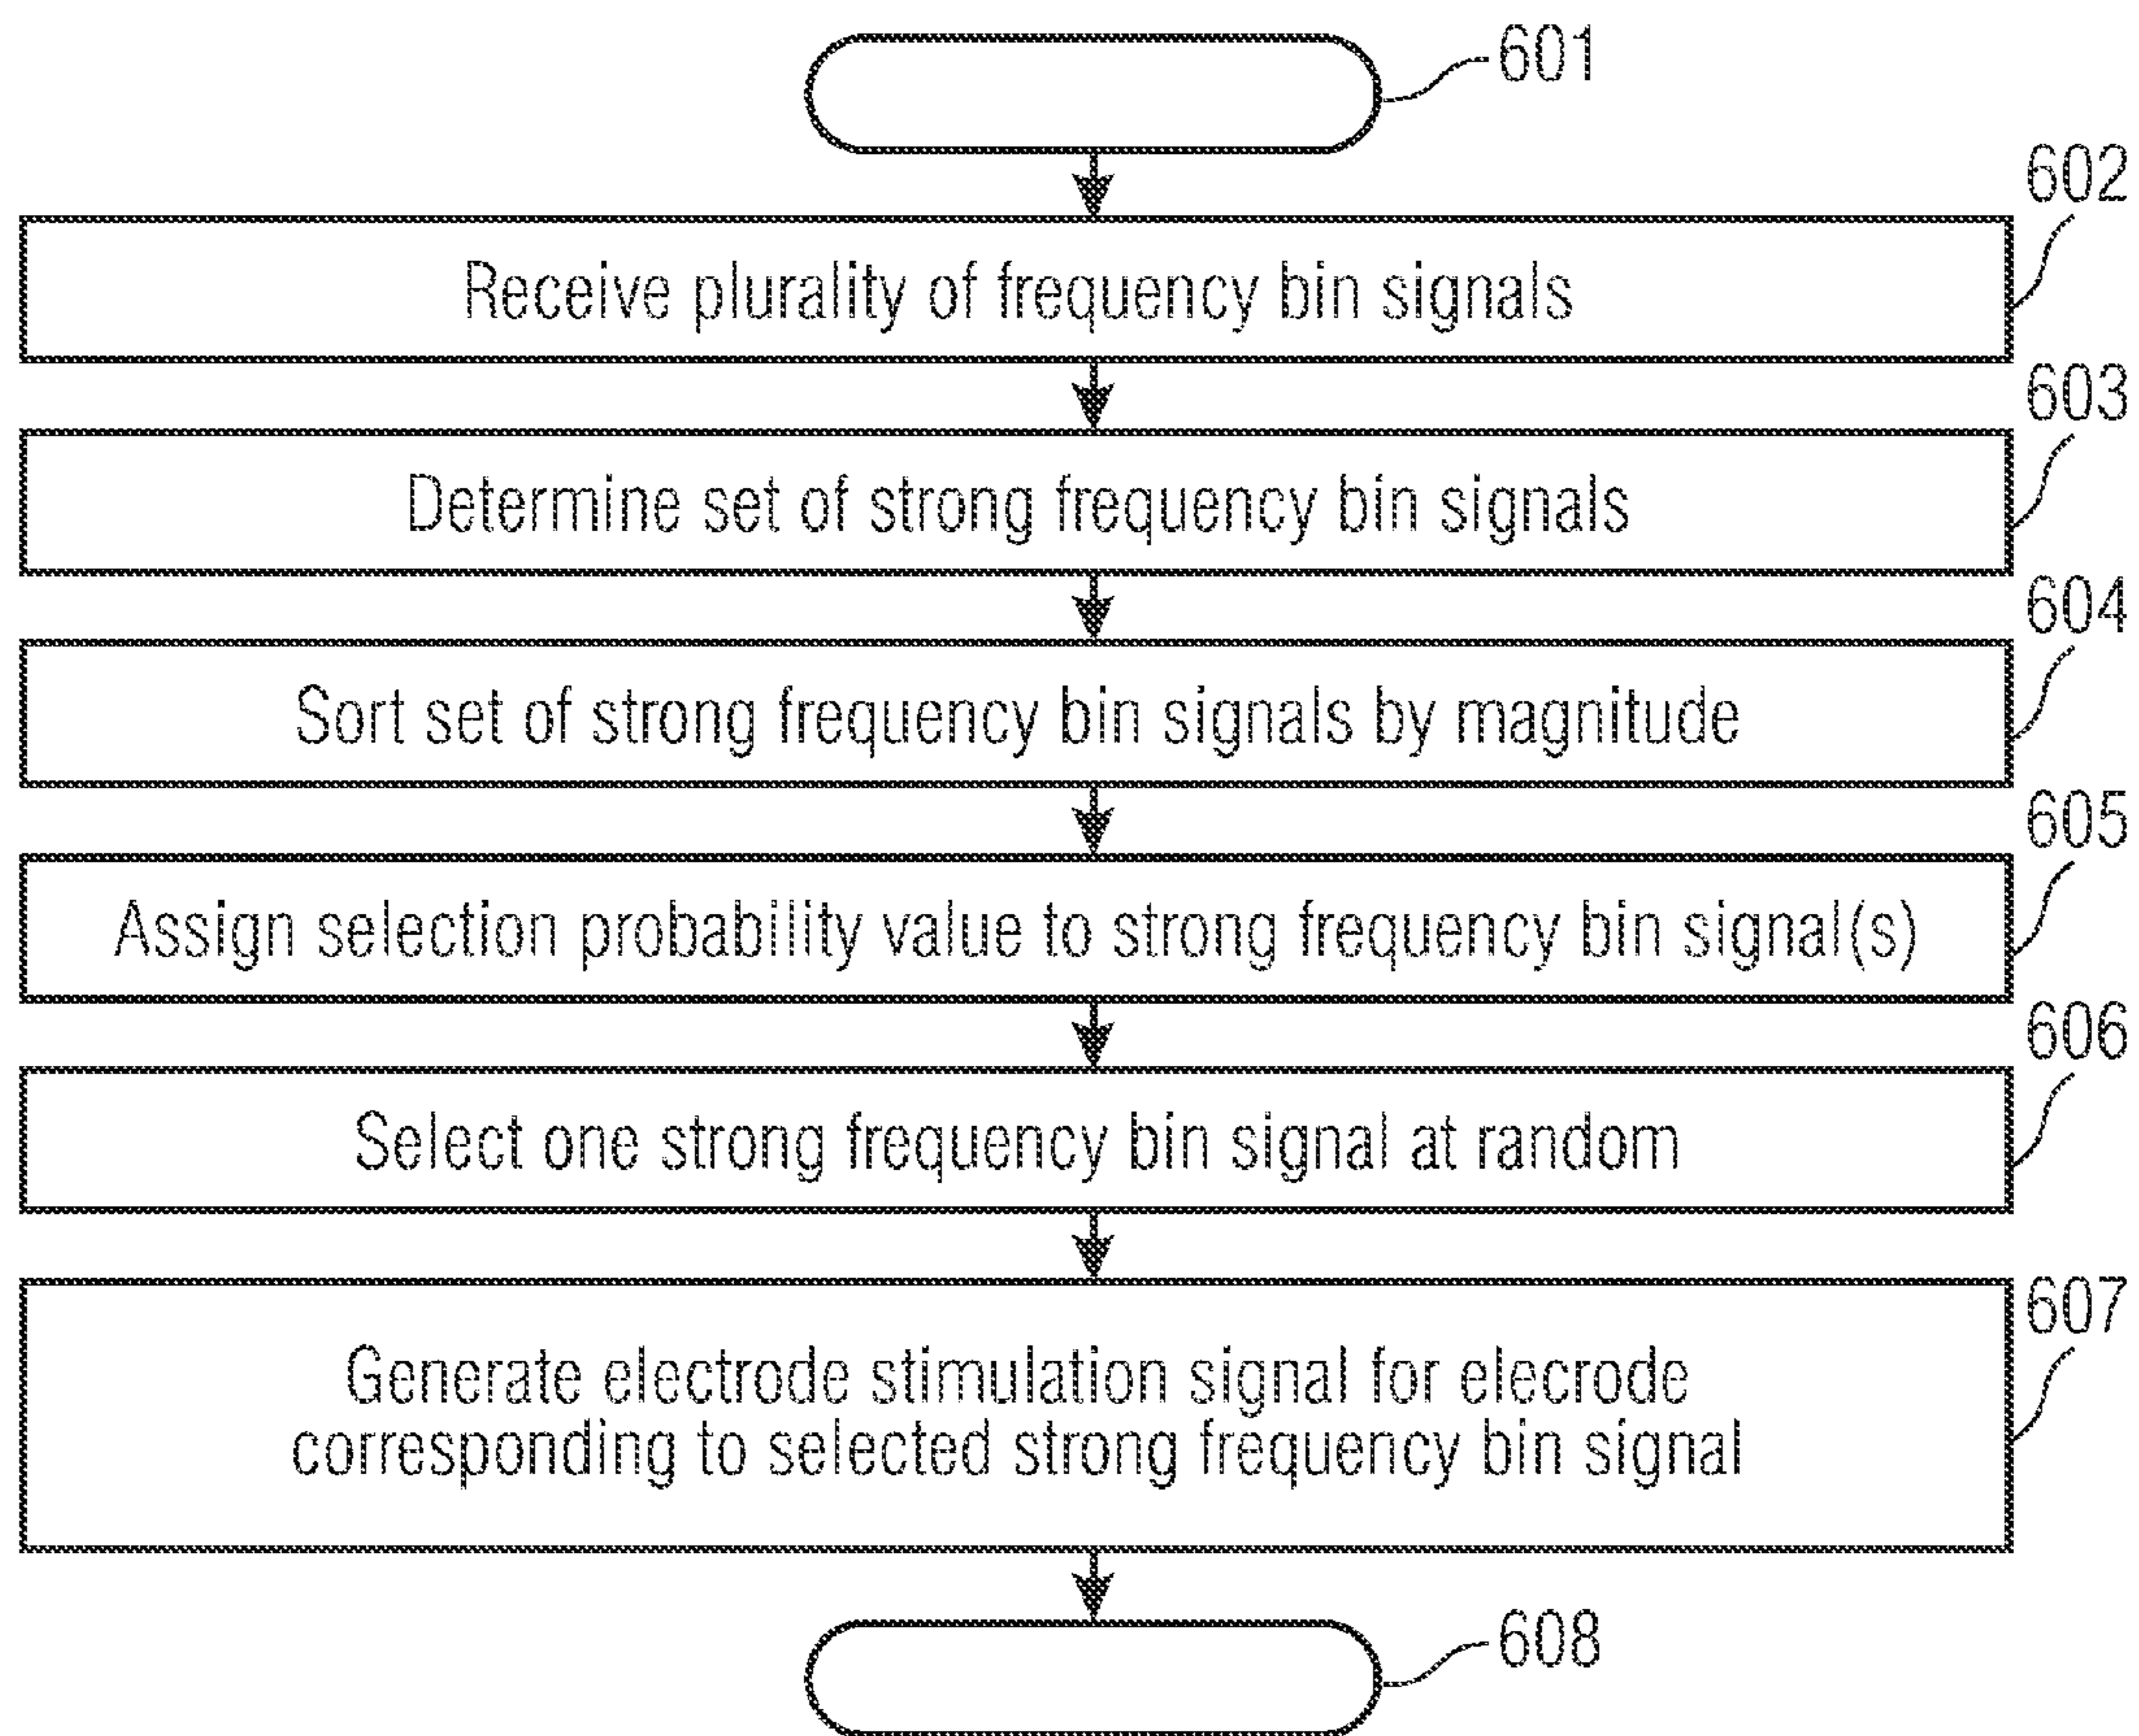 601
602
Receive plurality of frequency bin signals
603
Determine set of strong frequency bin signals
604
Sort set of strong frequency bin signals by magnitude
605
Assign selection probability value to strong frequency bin signal(s)
606
Select one strong frequency bin signal at random
607
Generate electrode stimulation signal for elecrode
corresponding to selected strong frequency bin signal
608